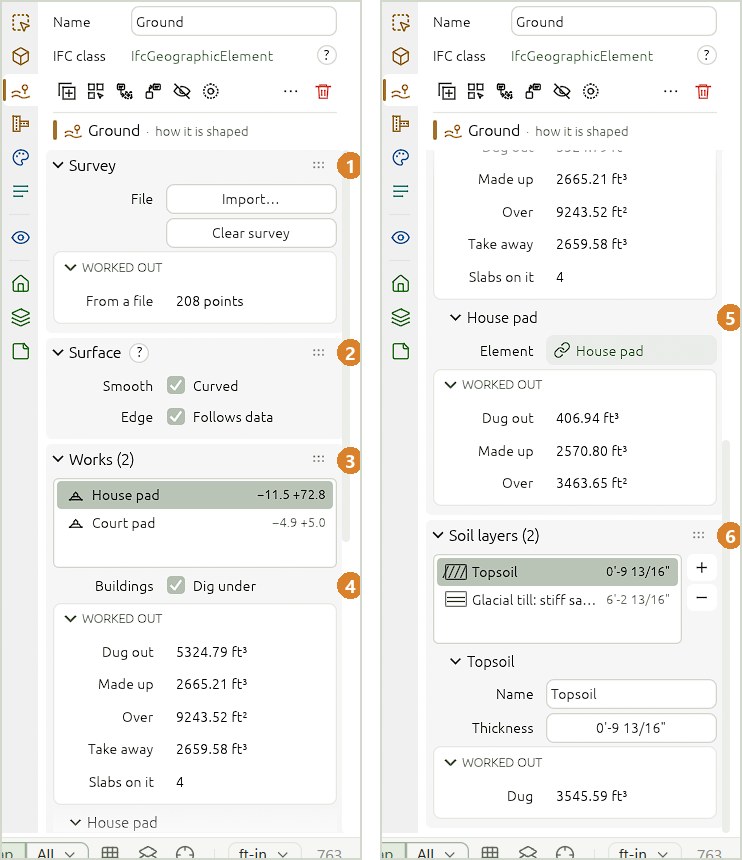 Name Ground
IFC class IfcGeographicElement ?
Ground · how it is shaped
Survey 1
File Import...
Clear survey
WORKED OUT
From a file 208 points
Surface ? 2
Smooth Curved
Edge Follows data
Works (2) 3
House pad −11.5 +72.8
Court pad −4.9 +5.0
Buildings Dig under 4
WORKED OUT
Dug out 5324.79 ft³
Made up 2665.21 ft³
Over 9243.52 ft²
Take away 2659.58 ft³
Slabs on it 4
House pad
All ft-in 763
Name Ground
IFC class IfcGeographicElement ?
Ground · how it is shaped
Dug out 5324.79 ft³
Made up 2665.21 ft³
Over 9243.52 ft²
Take away 2659.58 ft³
Slabs on it 4
House pad 5
Element House pad
WORKED OUT
Dug out 406.94 ft³
Made up 2570.80 ft³
Over 3463.65 ft²
Soil layers (2) 6
Topsoil 0'-9 13/16" +
Glacial till: stiff sa... 6'-2 13/16" −
Topsoil
Name Topsoil
Thickness 0'-9 13/16"
WORKED OUT
Dug 3545.59 ft³
All ft-in 763